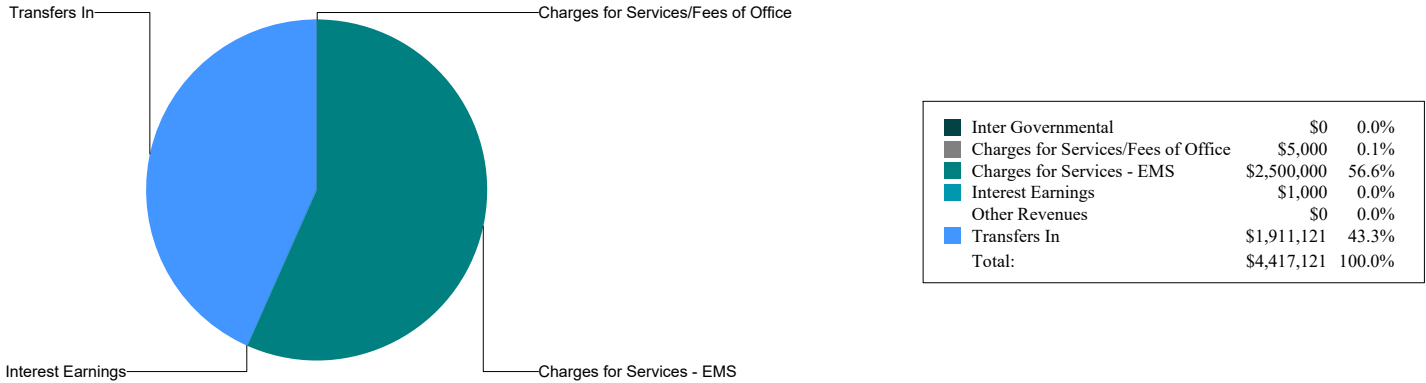 Transfers In
Charges for Services/Fees of Office
Interest Earnings
Charges for Services - EMS
Inter Governmental $0 0.0%
Charges for Services/Fees of Office $5,000 0.1%
Charges for Services - EMS $2,500,000 56.6%
Interest Earnings $1,000 0.0%
Other Revenues $0 0.0%
Transfers In $1,911,121 43.3%
Total: $4,417,121 100.0%